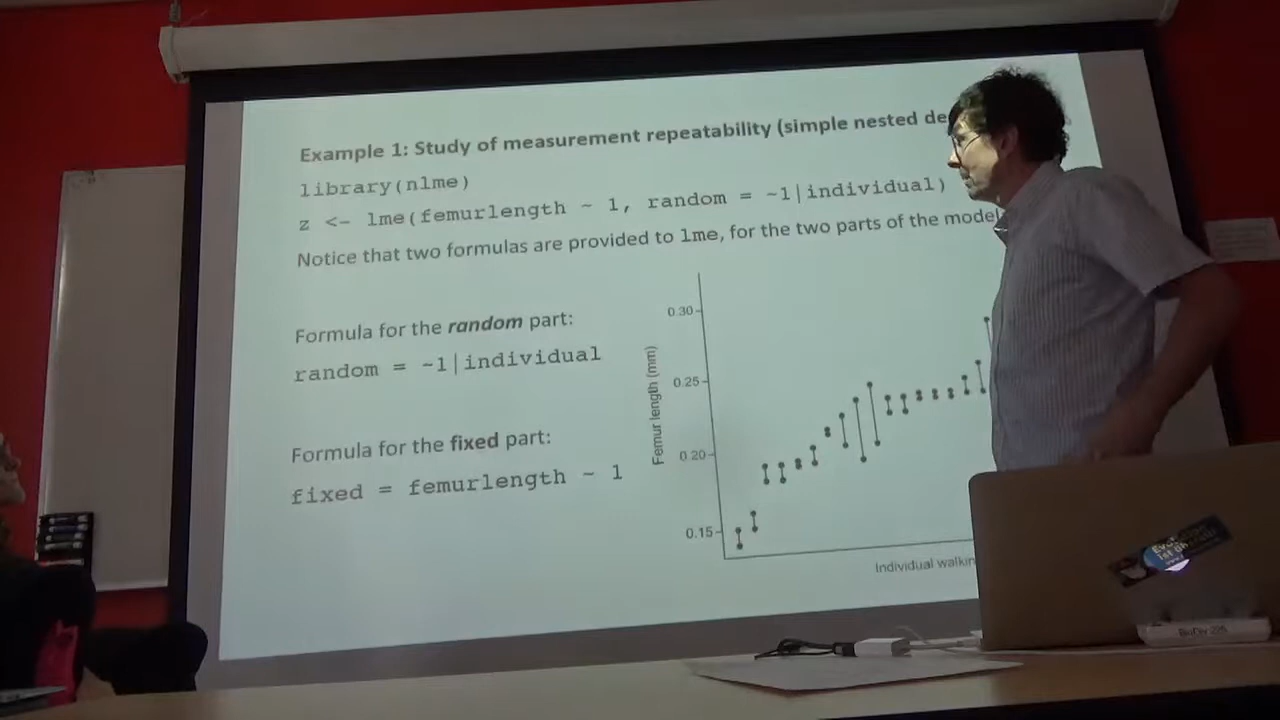 Example 1: Study of measurement repeatability (simple nested de
library(nlme)
z <- lme(femurlength ~ 1, random = ~1|individual)
Notice that two formulas are provided to lme, for the two parts of the model
Formula for the random part:
random = ~1|individual
Formula for the fixed part:
fixed = femurlength ~ 1
Femur length (mm)
0.30
0.25
0.20
0.15
Individual walkin
BioDiv 295